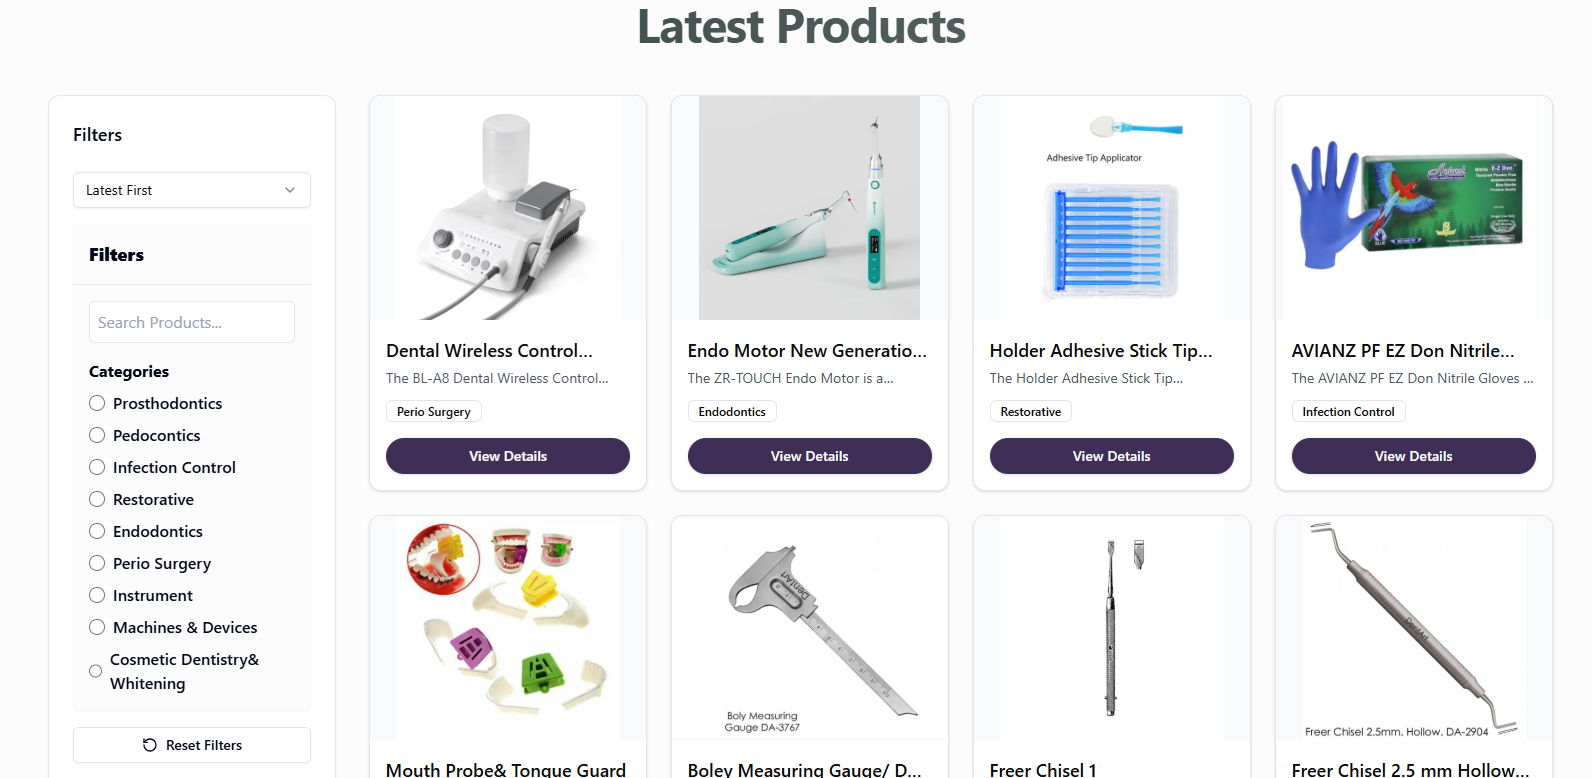 Latest Products
Filters
Latest First
Filters
Search Products...
Categories
Prosthodontics
Pedocontics
Infection Control
Restorative
Endodontics
Perio Surgery
Instrument
Machines & Devices
Cosmetic Dentistry&
Whitening
Reset Filters
Dental Wireless Control...
The BL-A8 Dental Wireless Control...
Perio Surgery
View Details
Endo Motor New Generatio...
The ZR-TOUCH Endo Motor is a...
Endodontics
View Details
Adhesive Tip Applicator
Holder Adhesive Stick Tip...
The Holder Adhesive Stick Tip...
Restorative
View Details
E-Z Don
BLUE
AVIANZ PF EZ Don Nitrile...
The AVIANZ PF EZ Don Nitrile Gloves ...
Infection Control
View Details
Mouth Probe& Tongue Guard
DentArt
Boly Measuring
Gauge DA-3767
Boley Measuring Gauge/ D...
Freer Chisel 1
DentArt
Freer Chisel 2.5mm. Hollow. DA-2904
Freer Chisel 2.5 mm Hollow...